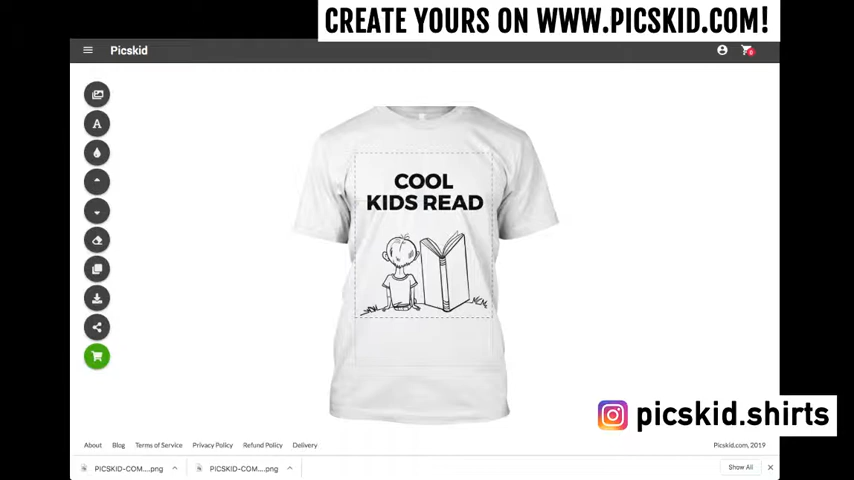 CREATE YOURS ON WWW.PICSKID.COM!
Picskid
0
A
COOL
KIDS READ
picskid.shirts
About Blog Terms of Service Privacy Policy Refund Policy Delivery
Picskid.com, 2019
PICSKID-COM....png
PICSKID-COM....png
Show All